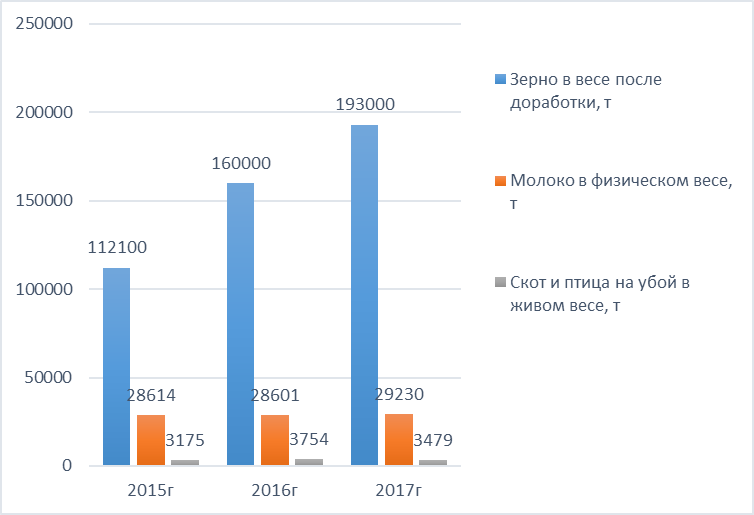 250000
200000
150000
100000
50000
0
112100
28614
3175
160000
28601
3754
193000
29230
3479
2015г
2016г
2017г
Зерно в весе после
доработки, т
Молоко в физическом весе,
т
Скот и птица на убой в
живом весе, т